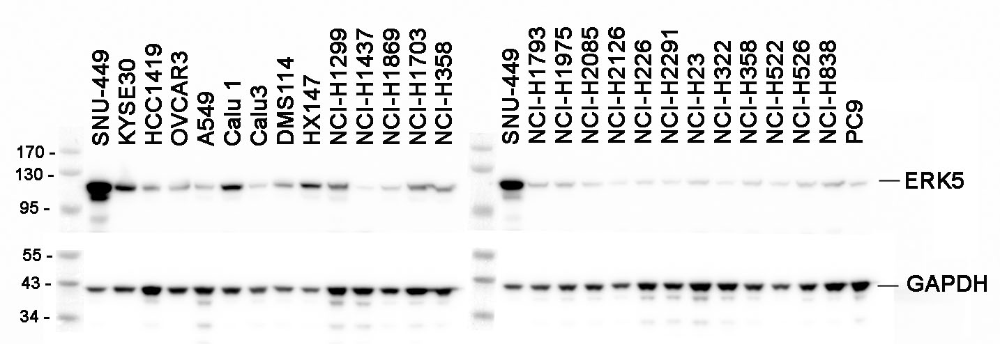 SNU-449
KYSE30
HCC1419
OVCAR3
A549
Calu 1
Calu3
DMS114
HX147
NCI-H1299
NCI-H1437
NCI-H1869
NCI-H1703
NCI-H358
SNU-449
NCI-H1793
NCI-H1975
NCI-H2085
NCI-H2126
NCI-H226
NCI-H2291
NCI-H23
NCI-H322
NCI-H358
NCI-H522
NCI-H526
NCI-H838
PC9
170 -
130 -
95 -
55 -
43 -
34 -
— ERK5
— GAPDH